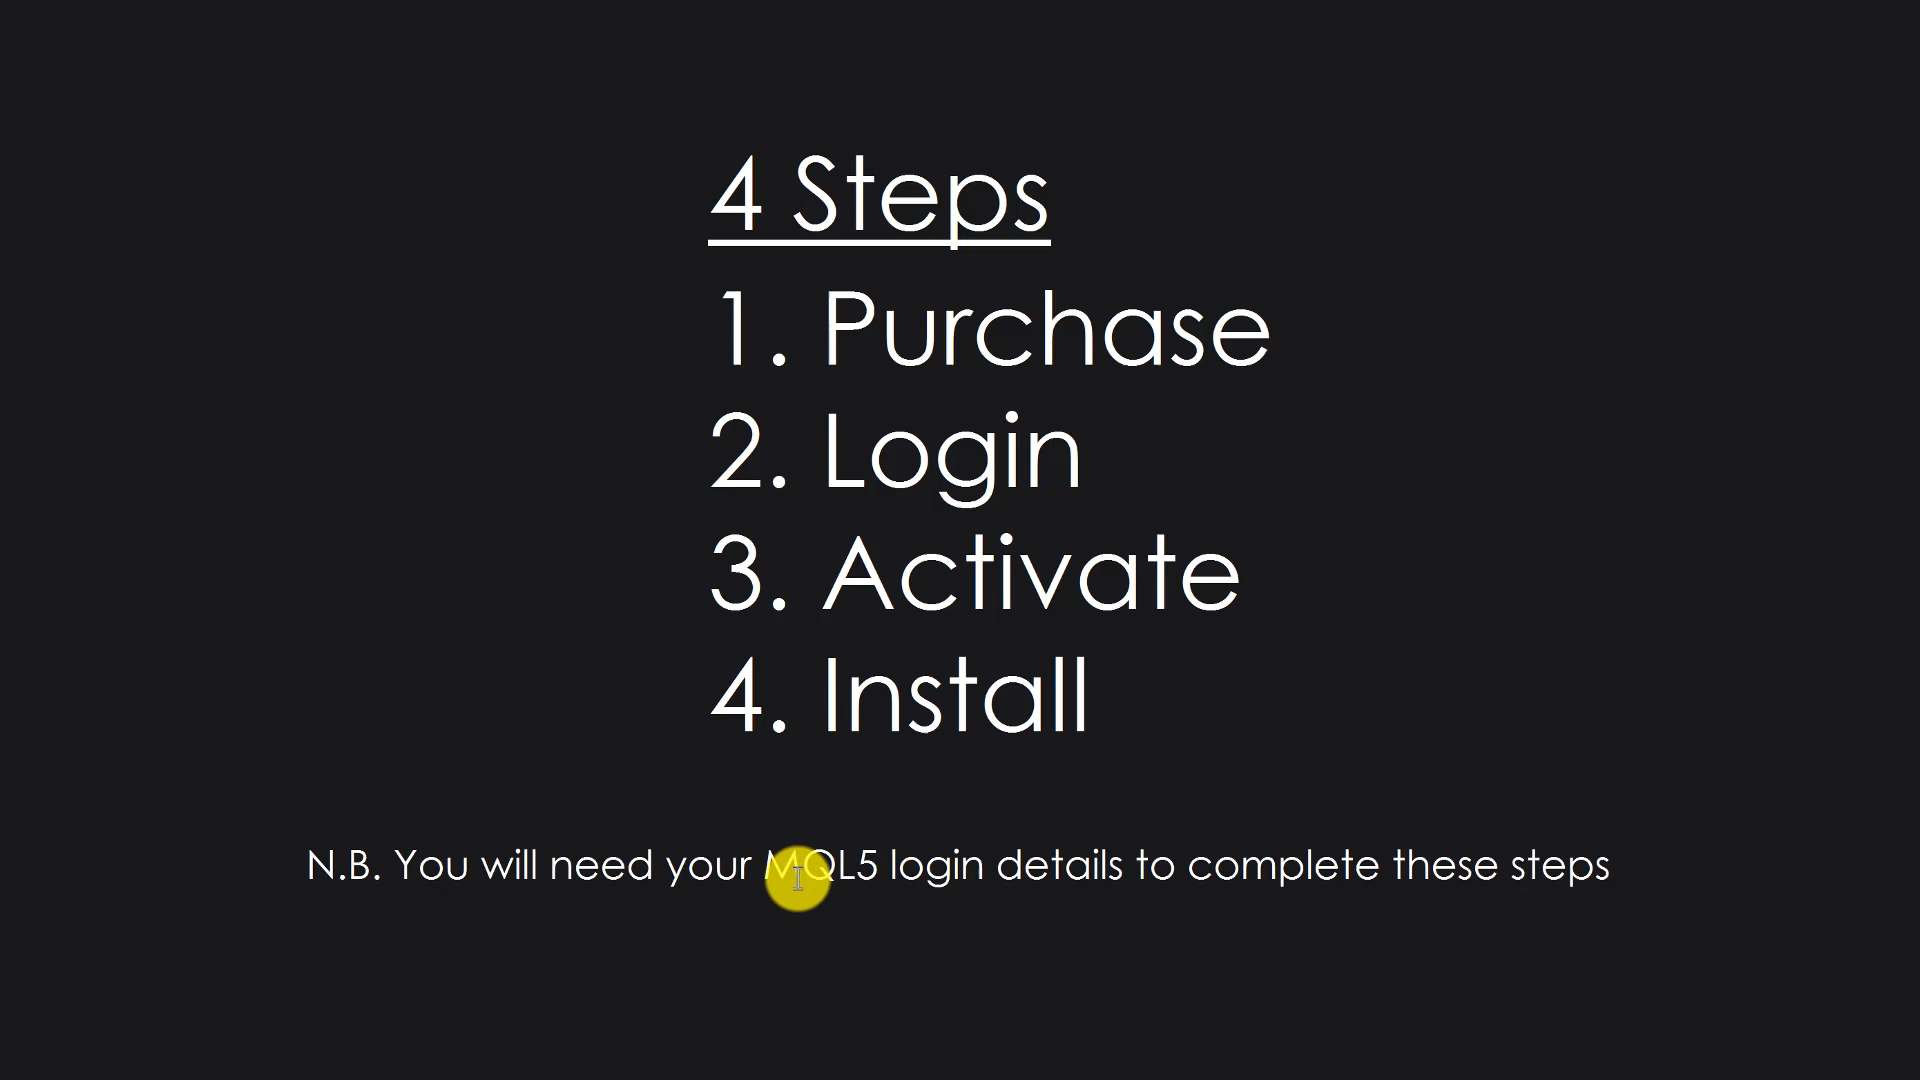 4 Steps
1. Purchase
2. Login
3. Activate
4. Install
N.B. You will need your MQL5 login details to complete these steps